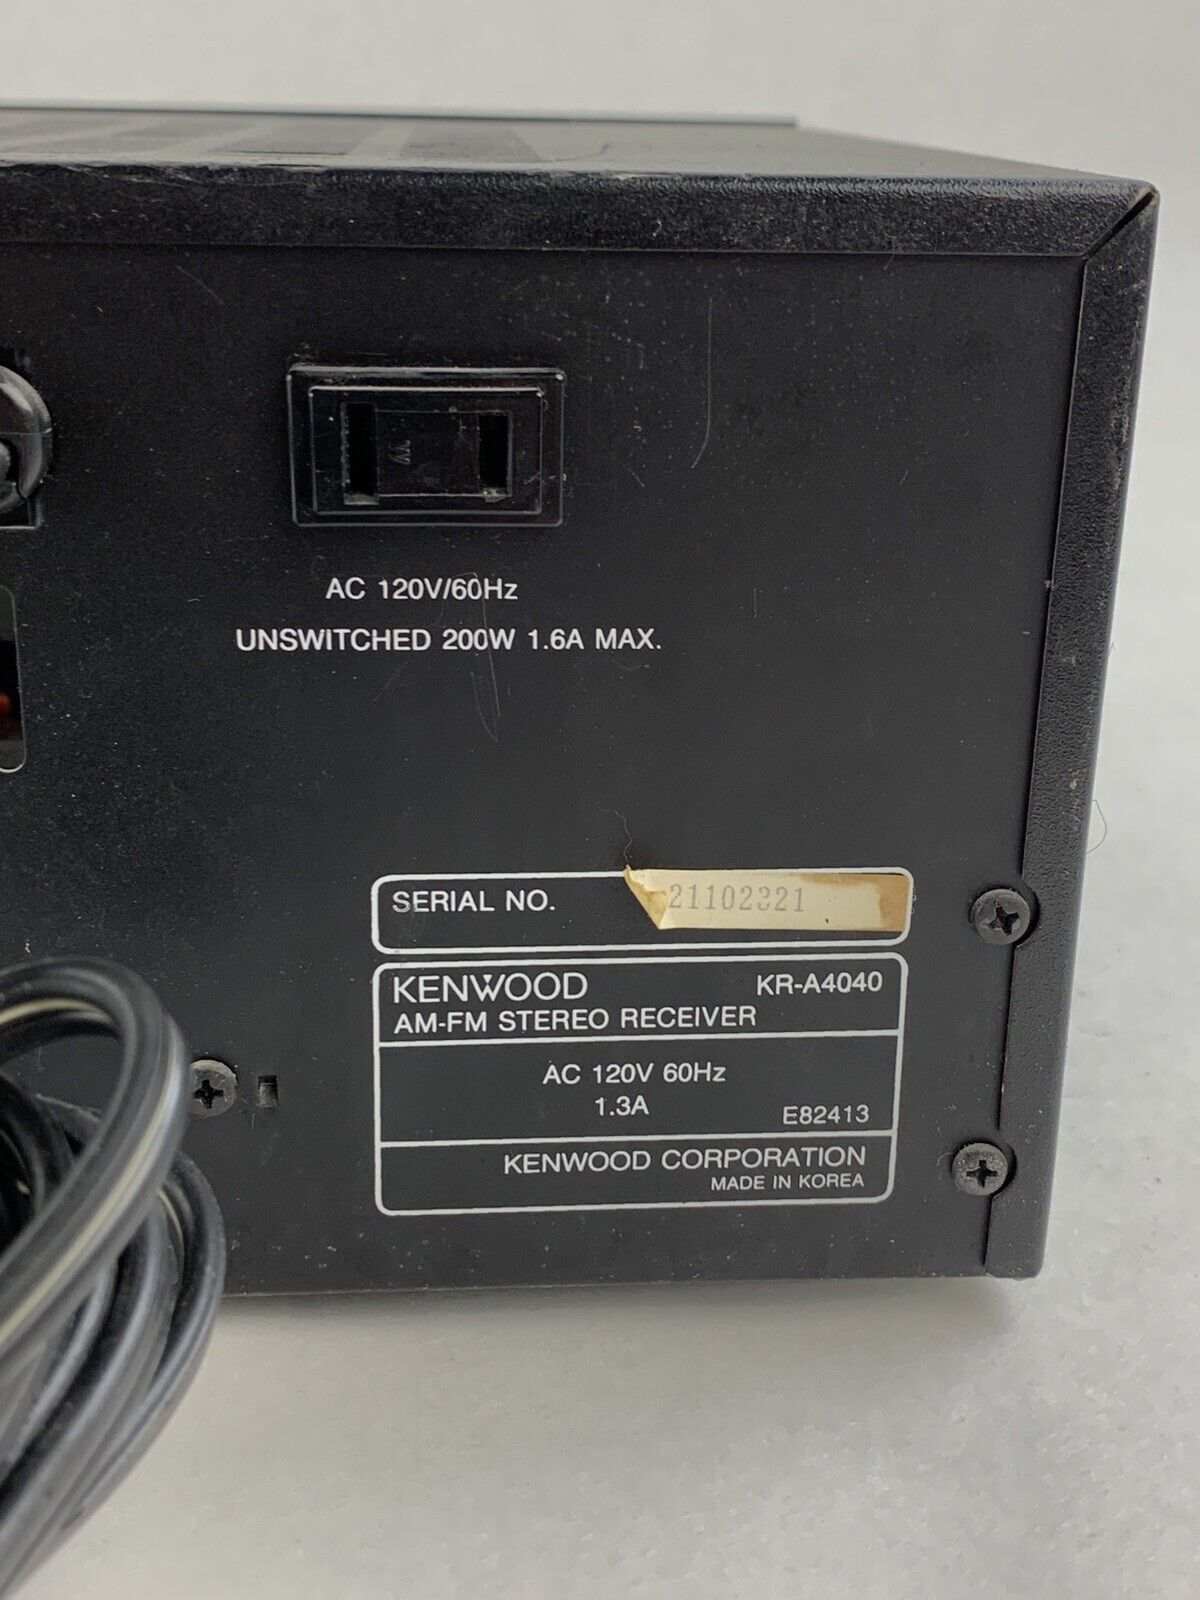 AC 120V/60Hz
UNSWITCHED 200W 1.6A MAX.
SERIAL NO. 21102321
KENWOOD KR-A4040
AM-FM STEREO RECEIVER
AC 120V 60Hz
1.3A E82413
KENWOOD CORPORATION
MADE IN KOREA